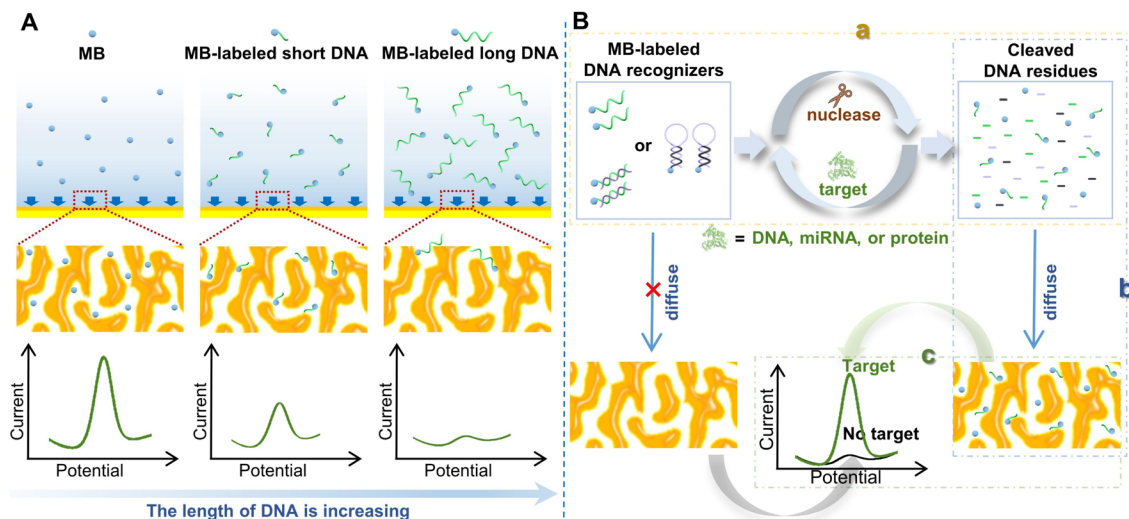 A
MB
MB-labeled short DNA
MB-labeled long DNA
Current
Potential
Current
Potential
Current
Potential
The length of DNA is increasing
B
a
MB-labeled
DNA recognizers
or
nuclease
target
Cleaved
DNA residues
= DNA, miRNA, or protein
diffuse
diffuse
b
c
Target
No target
Current
Potential